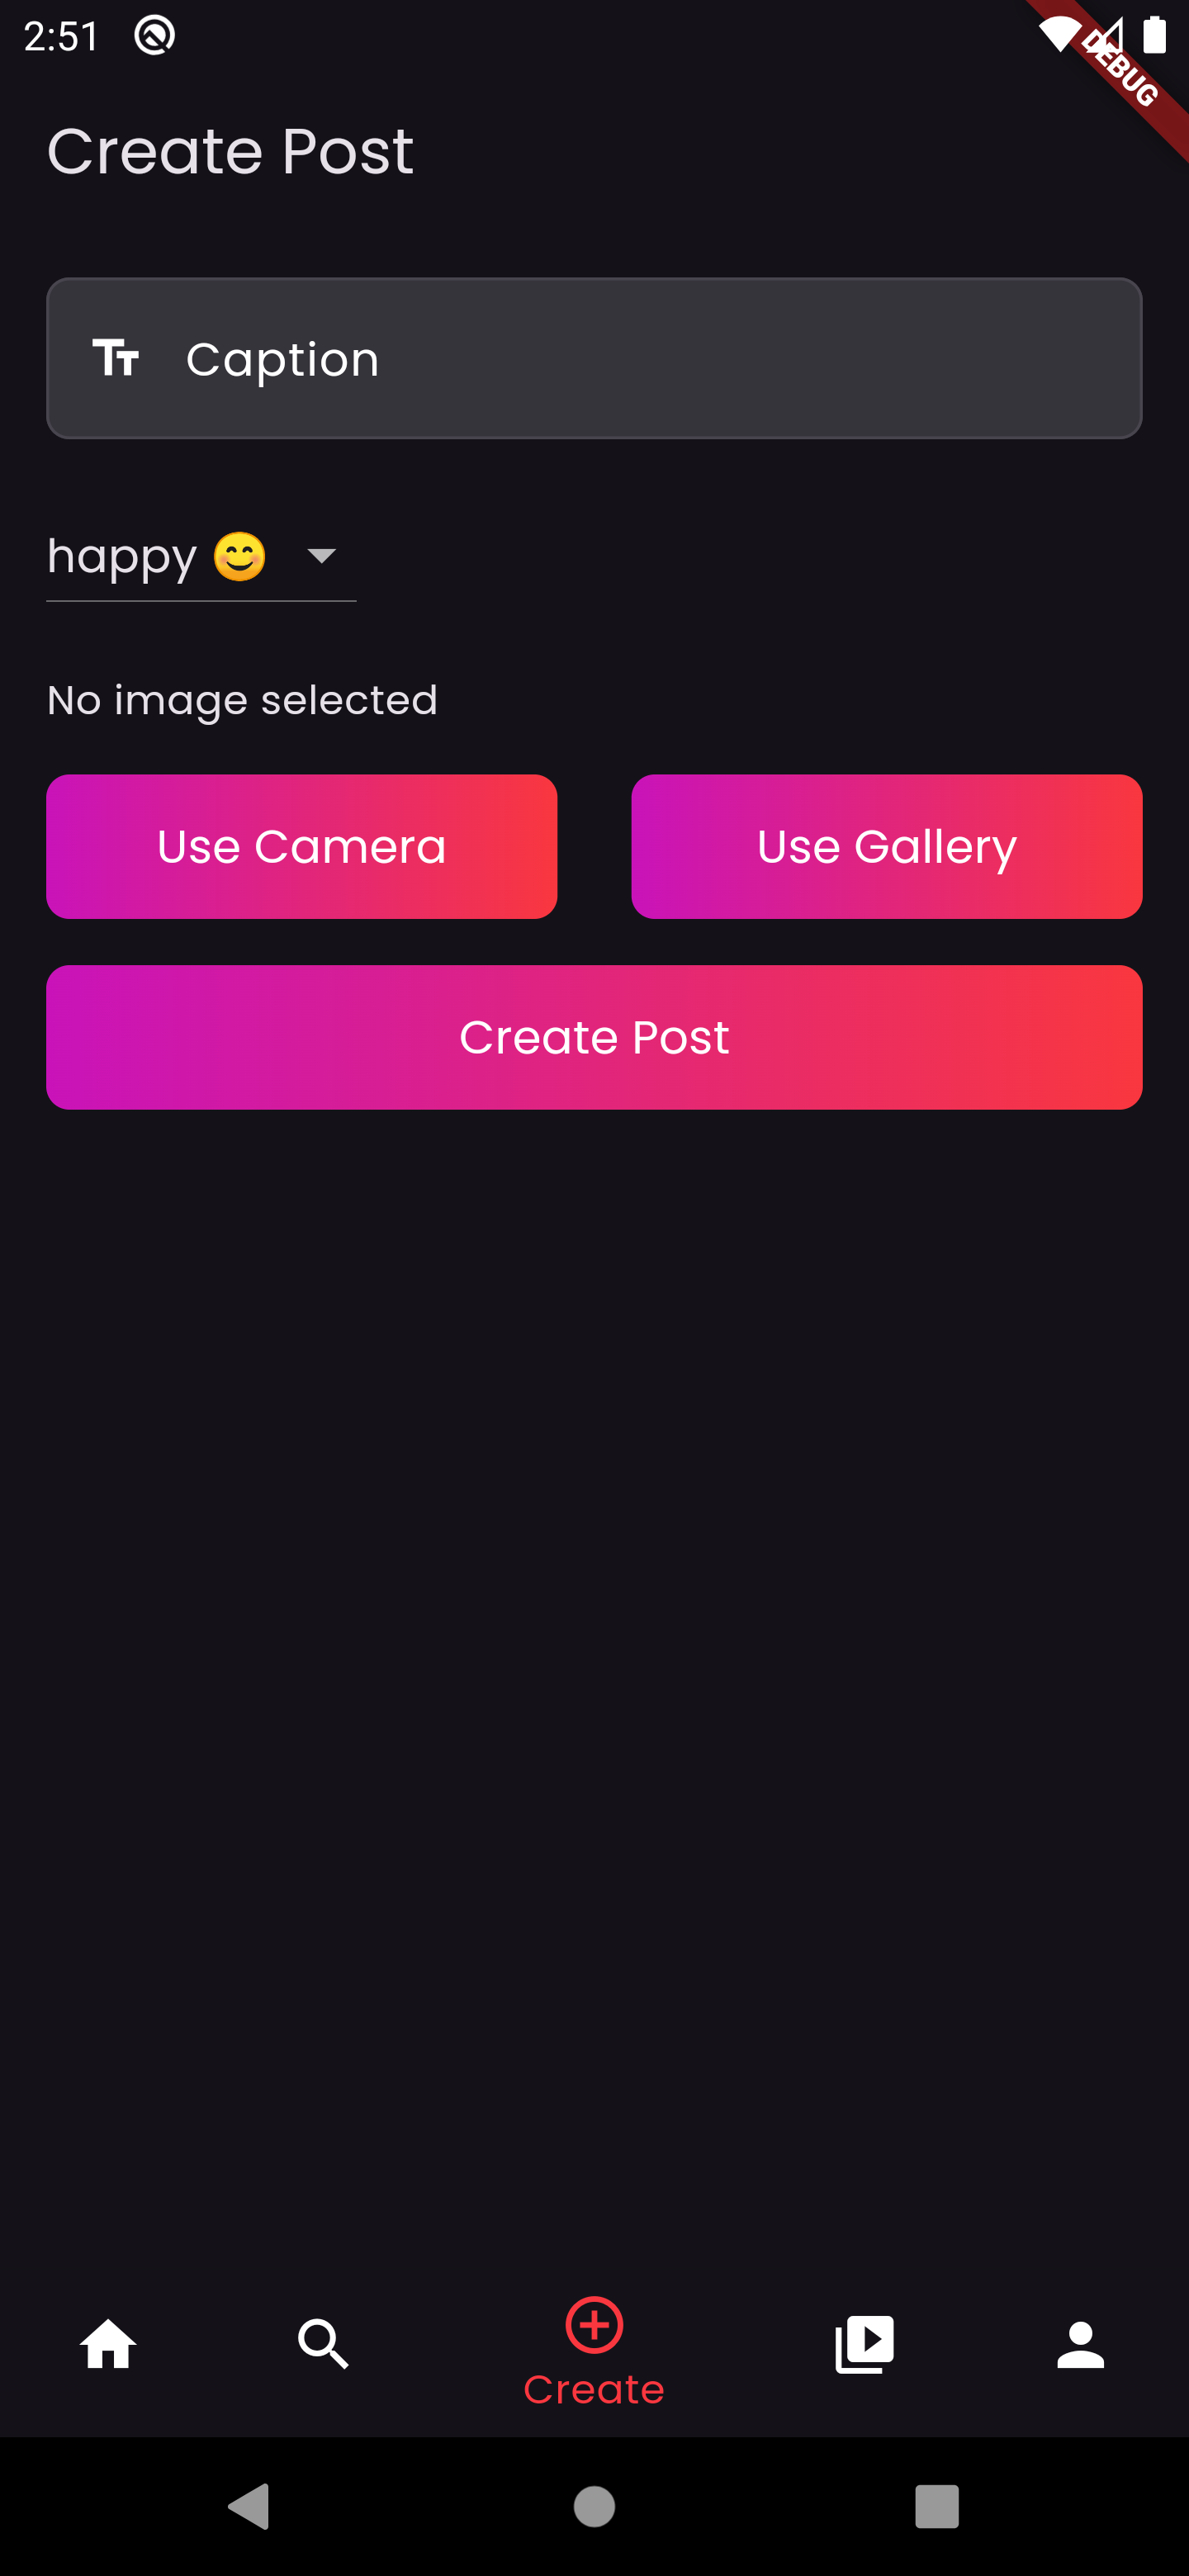 2:51
DEBUG
Create Post
Caption
happy 😊
No image selected
Use Camera
Use Gallery
Create Post
Create